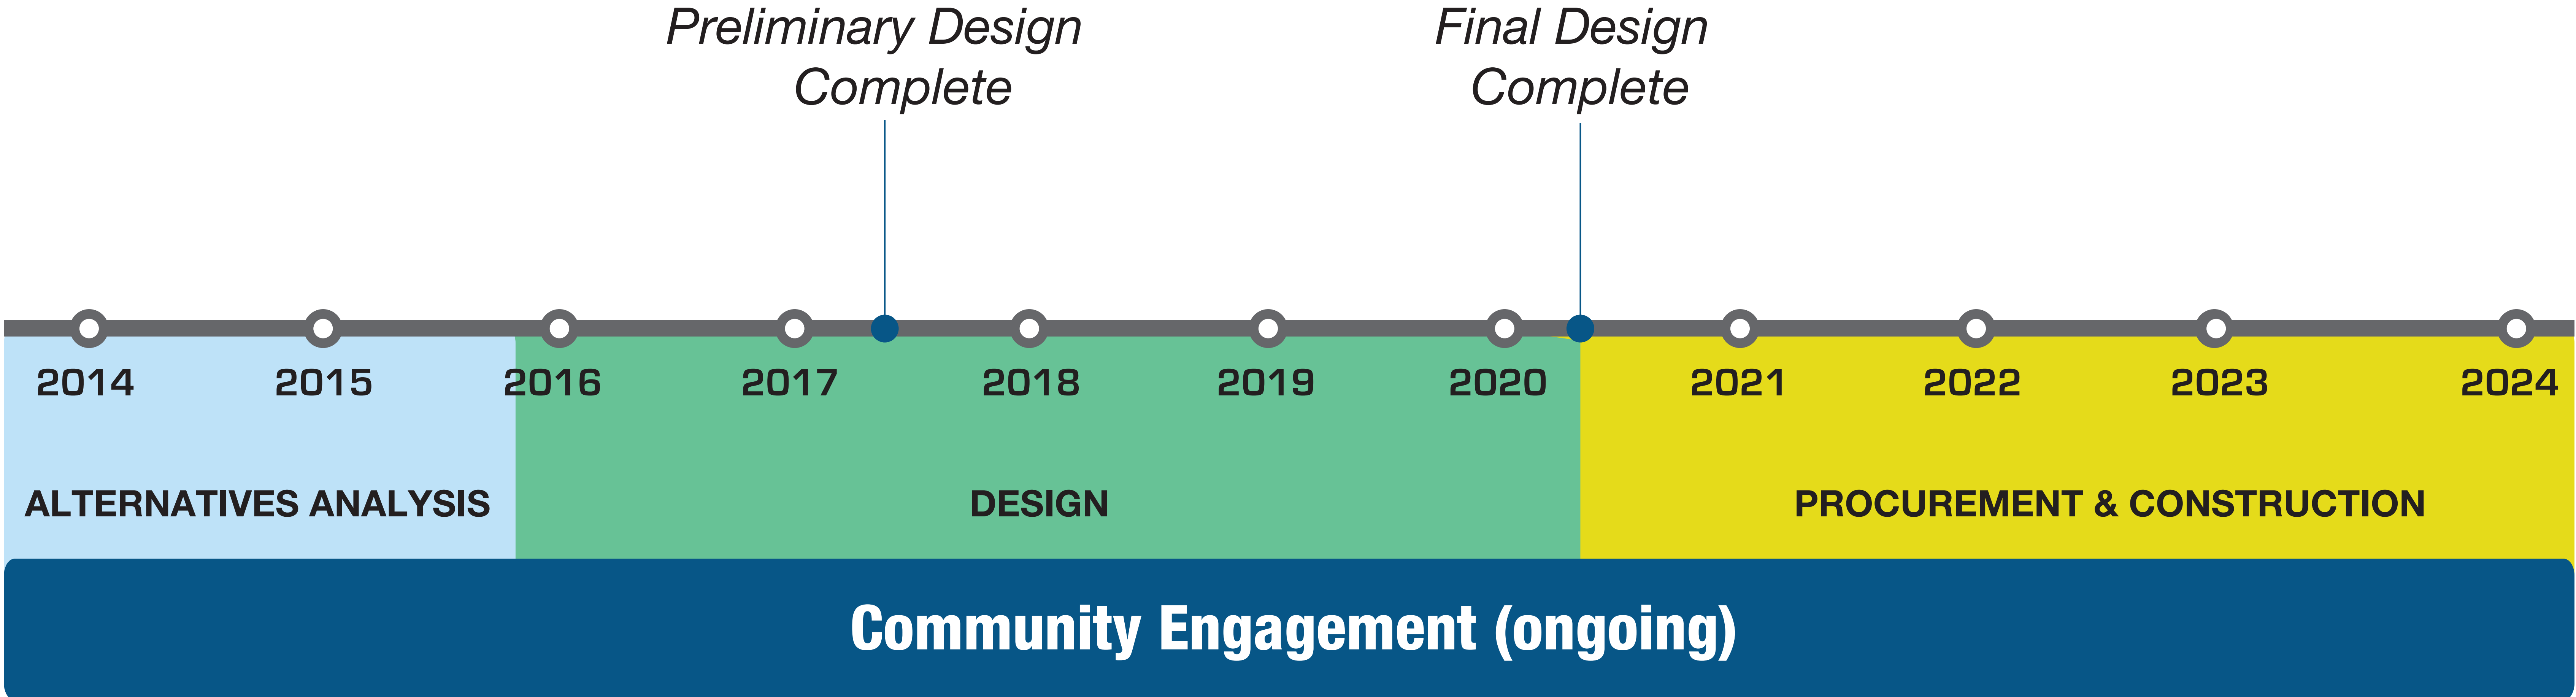 Preliminary Design
Complete
Final Design
Complete
2014 2015 2016 2017 2018 2019 2020 2021 2022 2023 2024
ALTERNATIVES ANALYSIS DESIGN PROCUREMENT & CONSTRUCTION
Community Engagement (ongoing)